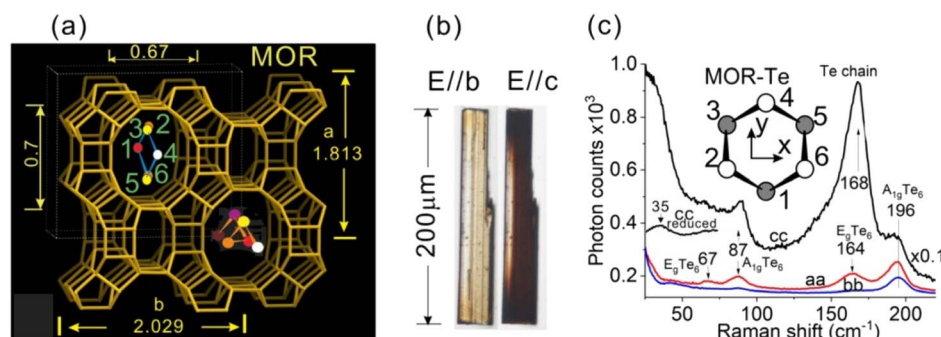 (a)
0.67
MOR
3
2
1
4
5
6
0.7
a
1.813
b
2.029
(b)
E//b
E//c
200μm
(c)
Photon counts x10³
0.8
0.6
0.4
0.2
MOR-Te
Te chain
3
4
5
y
x
2
6
1
168
A1gTe6
196
35
cc
reduced
cc
EgTe6
67
87
A1gTe6
EgTe6
164
x0.1
aa
bb
50
100
150
200
Raman shift (cm⁻¹)